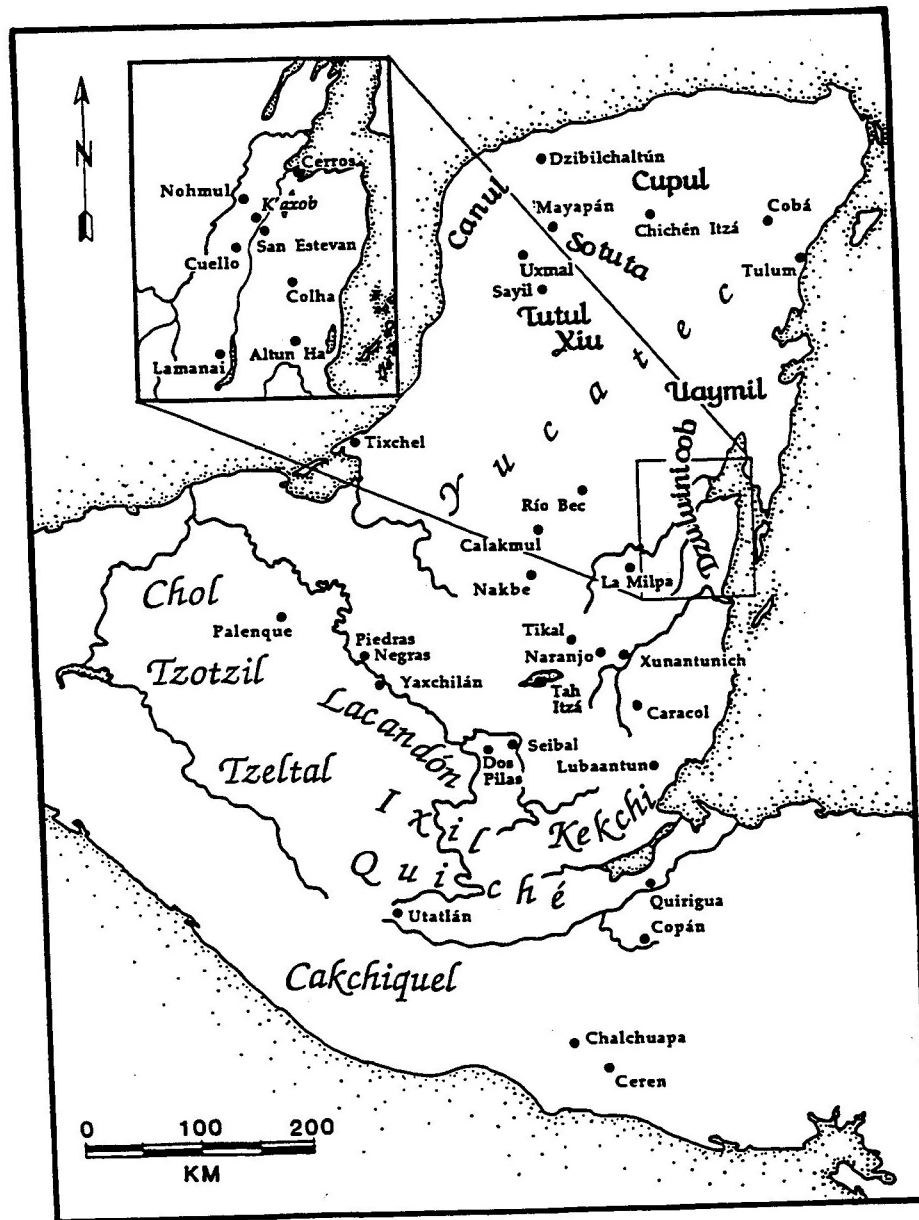 N
Cerros
Nohmul
K'axob
San Estevan
Cuello
Colha
Lamanai
Altun Ha
Dzibilchaltún
Cupul
Canul
Mayapán
Cobá
Chichén Itzá
Sotuta
Uxmal
Tulum
Sayil
Tutul
Xiu
Yucatec
Uaymil
Tixchel
Dzuluinicob
Río Bec
Calakmul
La Milpa
Nakbe
Chol
Palenque
Tikal
Piedras
Negras
Naranjo
Xunantunich
Tzotzil
Yaxchilán
Tah
Itzá
Caracol
Lacandón
Seibal
Dos
Pilas
Lubaantun
Tzeltal
Ixil
Kekchi
Quiché
Quirigua
Utatlán
Copán
Cakchiquel
Chalchuapa
Ceren
0 100 200
KM